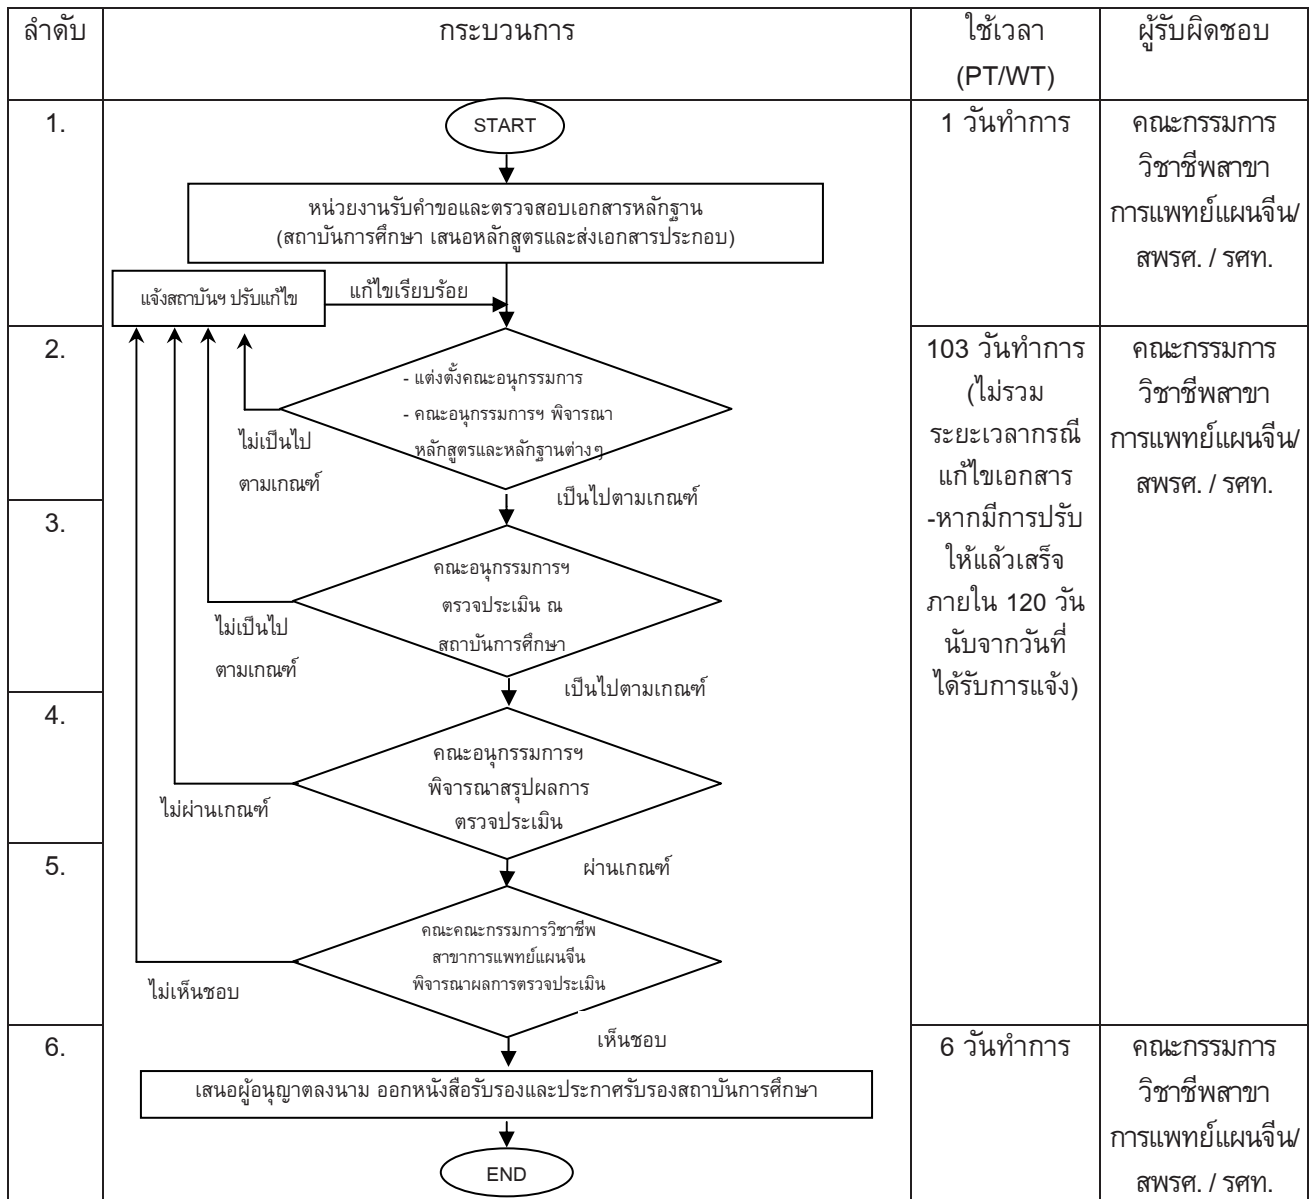 ลำดับ
กระบวนการ
ใช้เวลา
(PT/WT)
ผู้รับผิดชอบ
1.
START
หน่วยงานรับคำขอและตรวจสอบเอกสารหลักฐาน
(สถาบันการศึกษา เสนอหลักสูตรและส่งเอกสารประกอบ)
แจ้งสถาบันฯ ปรับแก้ไข
แก้ไขเรียบร้อย
1 วันทำการ
คณะกรรมการ
วิชาชีพสาขา
การแพทย์แผนจีน/
สพรศ. / รศท.
2.
- แต่งตั้งคณะอนุกรรมการ
- คณะอนุกรรมการฯ พิจารณา
หลักสูตรและหลักฐานต่างๆ
ไม่เป็นไป
ตามเกณฑ์
เป็นไปตามเกณฑ์
103 วันทำการ
(ไม่รวม
ระยะเวลากรณี
แก้ไขเอกสาร
-หากมีการปรับ
ให้แล้วเสร็จ
ภายใน 120 วัน
นับจากวันที่
ได้รับการแจ้ง)
คณะกรรมการ
วิชาชีพสาขา
การแพทย์แผนจีน/
สพรศ. / รศท.
3.
คณะอนุกรรมการฯ
ตรวจประเมิน ณ
สถาบันการศึกษา
ไม่เป็นไป
ตามเกณฑ์
เป็นไปตามเกณฑ์
4.
คณะอนุกรรมการฯ
พิจารณาสรุปผลการ
ตรวจประเมิน
ไม่ผ่านเกณฑ์
ผ่านเกณฑ์
5.
คณะคณะกรรมการวิชาชีพ
สาขาการแพทย์แผนจีน
พิจารณาผลการตรวจประเมิน
ไม่เห็นชอบ
เห็นชอบ
6.
เสนอผู้อนุญาตลงนาม ออกหนังสือรับรองและประกาศรับรองสถาบันการศึกษา
END
6 วันทำการ
คณะกรรมการ
วิชาชีพสาขา
การแพทย์แผนจีน/
สพรศ. / รศท.